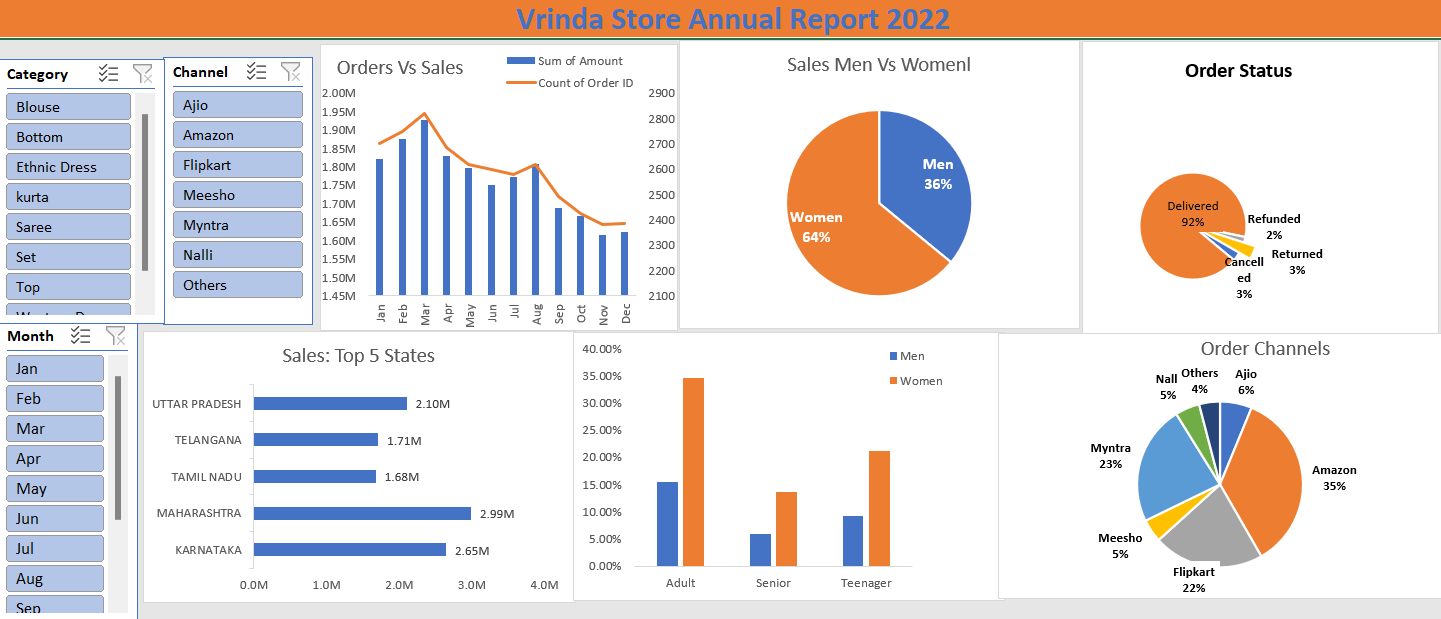 Vrinda Store Annual Report 2022
Category
Blouse
Bottom
Ethnic Dress
kurta
Saree
Set
Top
Channel
Ajio
Amazon
Flipkart
Meesho
Myntra
Nalli
Others
Month
Jan
Feb
Mar
Apr
May
Jun
Jul
Aug
Sep
Orders Vs Sales
Sum of Amount
Count of Order ID
2.00M
1.95M
1.90M
1.85M
1.80M
1.75M
1.70M
1.65M
1.60M
1.55M
1.50M
1.45M
2900
2800
2700
2600
2500
2400
2300
2200
2100
Jan
Feb
Mar
Apr
May
Jun
Jul
Aug
Sep
Oct
Nov
Dec
Sales Men Vs Womenl
Men
36%
Women
64%
Order Status
Delivered
92%
Refunded
2%
Returned
3%
Cancell
ed
3%
Sales: Top 5 States
UTTAR PRADESH 2.10M
TELANGANA 1.71M
TAMIL NADU 1.68M
MAHARASHTRA 2.99M
KARNATAKA 2.65M
0.0M 1.0M 2.0M 3.0M 4.0M
40.00%
35.00%
30.00%
25.00%
20.00%
15.00%
10.00%
5.00%
0.00%
Men
Women
Adult Senior Teenager
Order Channels
Ajio
6%
Amazon
35%
Flipkart
22%
Meesho
5%
Myntra
23%
Nall
5%
Others
4%